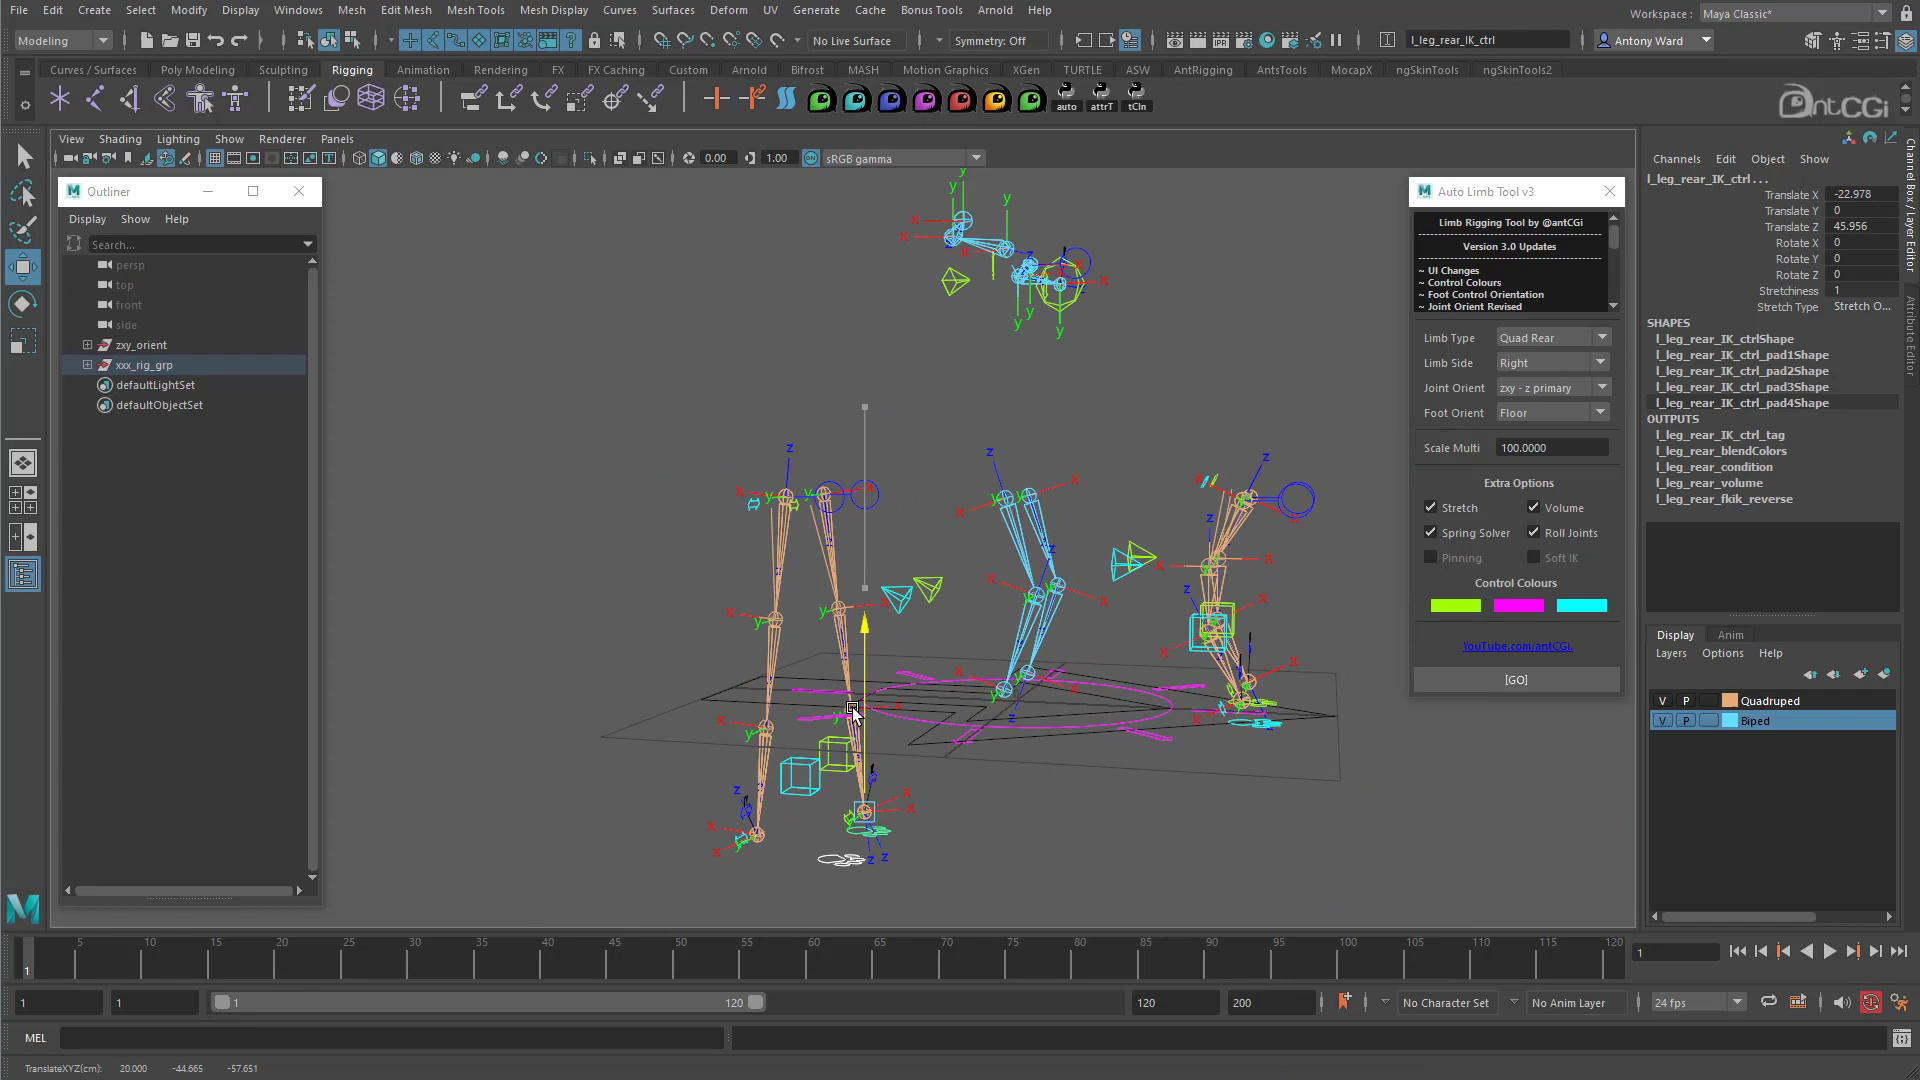 File Edit Create Select Modify Display Windows Mesh Edit Mesh Mesh Tools Mesh Display Curves Surfaces Deform UV Generate Cache Bonus Tools Arnold Help
Workspace : Maya Classic*
Modeling No Live Surface Symmetry: Off l_leg_rear_IK_ctrl Antony Ward
Curves / Surfaces Poly Modeling Sculpting Rigging Animation Rendering FX FX Caching Custom Arnold Bifrost MASH Motion Graphics XGen TURTLE ASW AntRigging AntsTools MocapX ngSkinTools ngSkinTools2
IPR
auto attrT tCln
antCGi
View Shading Lighting Show Renderer Panels
0.00 1.00 ON sRGB gamma
Outliner
Display Show Help
Search...
persp
top
front
side
zxy_orient
xxx_rig_grp
defaultLightSet
defaultObjectSet
Auto Limb Tool v3
Limb Rigging Tool by @antCGi
Version 3.0 Updates
~ UI Changes
~ Control Colours
~ Foot Control Orientation
~ Joint Orient Revised
Limb Type Quad Rear
Limb Side Right
Joint Orient zxy - z primary
Foot Orient Floor
Scale Multi 100.0000
Extra Options
Stretch Volume
Spring Solver Roll Joints
Pinning Soft IK
Control Colours
YouTube.com/antCGi.
[GO]
Channels Edit Object Show
l_leg_rear_IK_ctrl . . .
Translate X -22.978
Translate Y 0
Translate Z 45.956
Rotate X 0
Rotate Y 0
Rotate Z 0
Stretchiness 1
Stretch Type Stretch O...
SHAPES
l_leg_rear_IK_ctrlShape
l_leg_rear_IK_ctrl_pad1Shape
l_leg_rear_IK_ctrl_pad2Shape
l_leg_rear_IK_ctrl_pad3Shape
l_leg_rear_IK_ctrl_pad4Shape
OUTPUTS
l_leg_rear_IK_ctrl_tag
l_leg_rear_blendColors
l_leg_rear_condition
l_leg_rear_volume
l_leg_rear_fkik_reverse
Channel Box / Layer Editor
Attribute Editor
Display Anim
Layers Options Help
V P Quadruped
V P Biped
5 10 15 20 25 30 35 40 45 50 55 60 65 70 75 80 85 90 95 100 105 110 115 120
1 1
1 1 1 120 120 200 No Character Set No Anim Layer 24 fps
MEL
TranslateXYZ(cm): 20.000 -44.665 -57.651